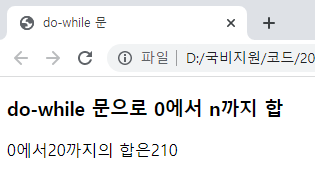 do-while 문
파일
D:/국비지원/코드/20
do-while 문으로 0에서 n까지 합
0에서20까지의 합은210